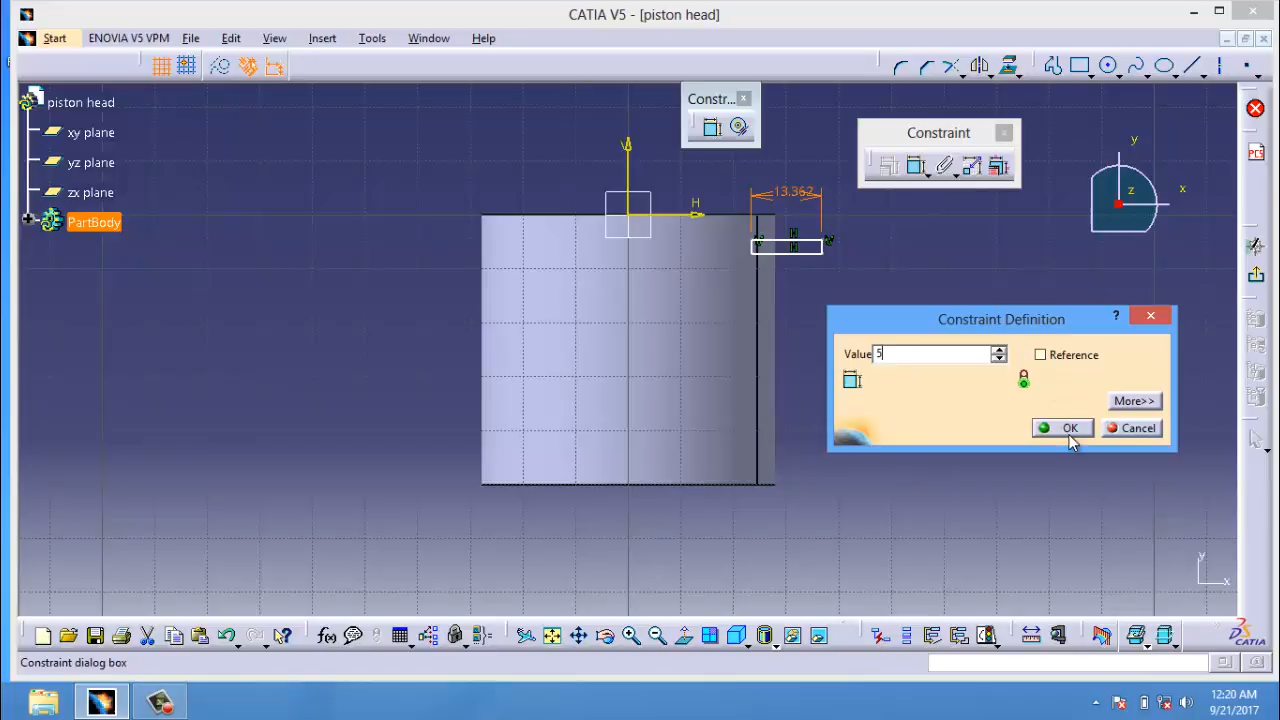 CATIA V5 - [piston head]
Start ENOVIA V5 VPM File Edit View Insert Tools Window Help
piston head
xy plane
yz plane
zx plane
PartBody
Constr...
Constraint
PCS
13.362
V
H
y
x
z
Constraint Definition
?
Value 5
Reference
More>>
OK Cancel
y
x
f(x)
CATIA
Constraint dialog box
12:20 AM
9/21/2017